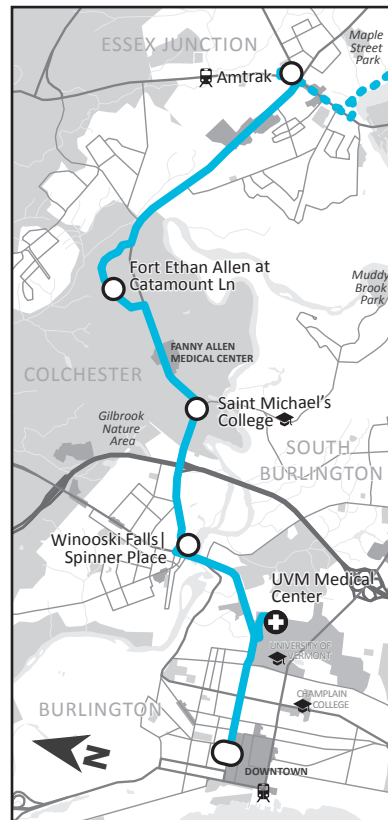 ESSEX JUNCTION
Maple
Street
Park
Amtrak
Fort Ethan Allen at
Catamount Ln
Muddy
Brook
Park
FANNY ALLEN
MEDICAL CENTER
COLCHESTER
Saint Michael's
College
Gilbrook
Nature
Area
SOUTH
BURLINGTON
Winooski Falls|
Spinner Place
UVM Medical
Center
UNIVERSITY OF
VERMONT
CHAMPLAIN
COLLEGE
BURLINGTON
N
DOWNTOWN